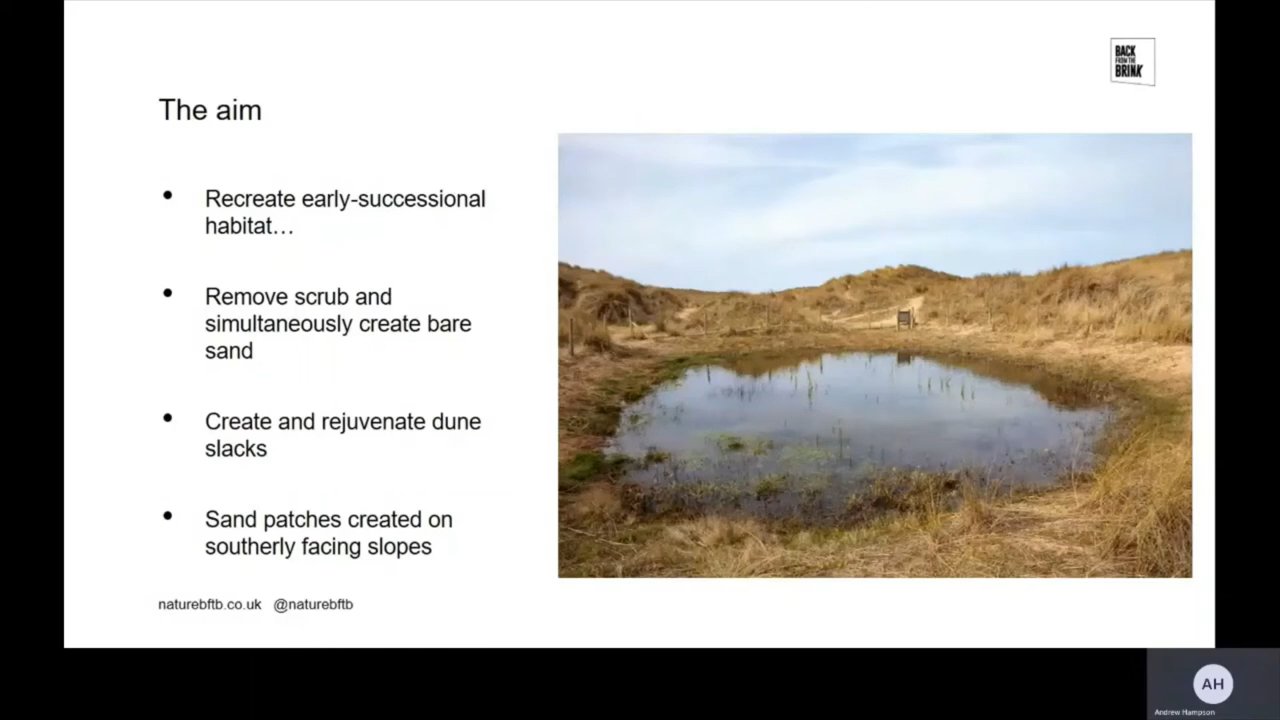 BACK
FROM THE
BRINK
The aim
• Recreate early-successional
habitat…
• Remove scrub and
simultaneously create bare
sand
• Create and rejuvenate dune
slacks
• Sand patches created on
southerly facing slopes
naturebftb.co.uk @naturebftb
AH
Andrew Hampson